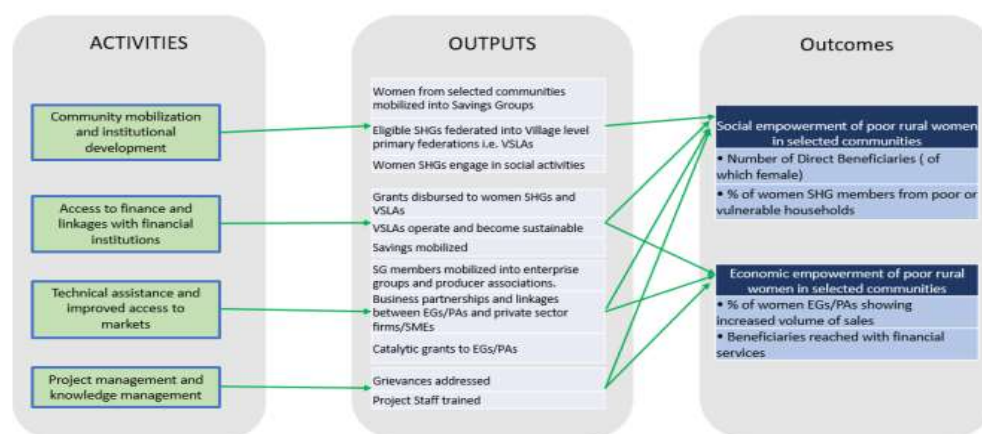 ACTIVITIES
Community mobilization
and institutional
development
Access to finance and
linkages with financial
institutions
Technical assistance and
improved access to
markets
Project management and
knowledge management
OUTPUTS
Women from selected communities
mobilized into Savings Groups
Eligible SHGs federated into Village level
primary federations i.e. VSLAs
Women SHGs engage in social activities
Grants disbursed to women SHGs and
VSLAs
VSLAs operate and become sustainable
Savings mobilized
SG members mobilized into enterprise
groups and producer associations.
Business partnerships and linkages
between EGs/PAs and private sector
firms/SMEs
Catalytic grants to EGs/PAs
Grievances addressed
Project Staff trained
Outcomes
Social empowerment of poor rural women
in selected communities
• Number of Direct Beneficiaries ( of
which female)
• % of women SHG members from poor or
vulnerable households
Economic empowerment of poor rural
women in selected communities
• % of women EGs/PAs showing
increased volume of sales
• Beneficiaries reached with financial
services